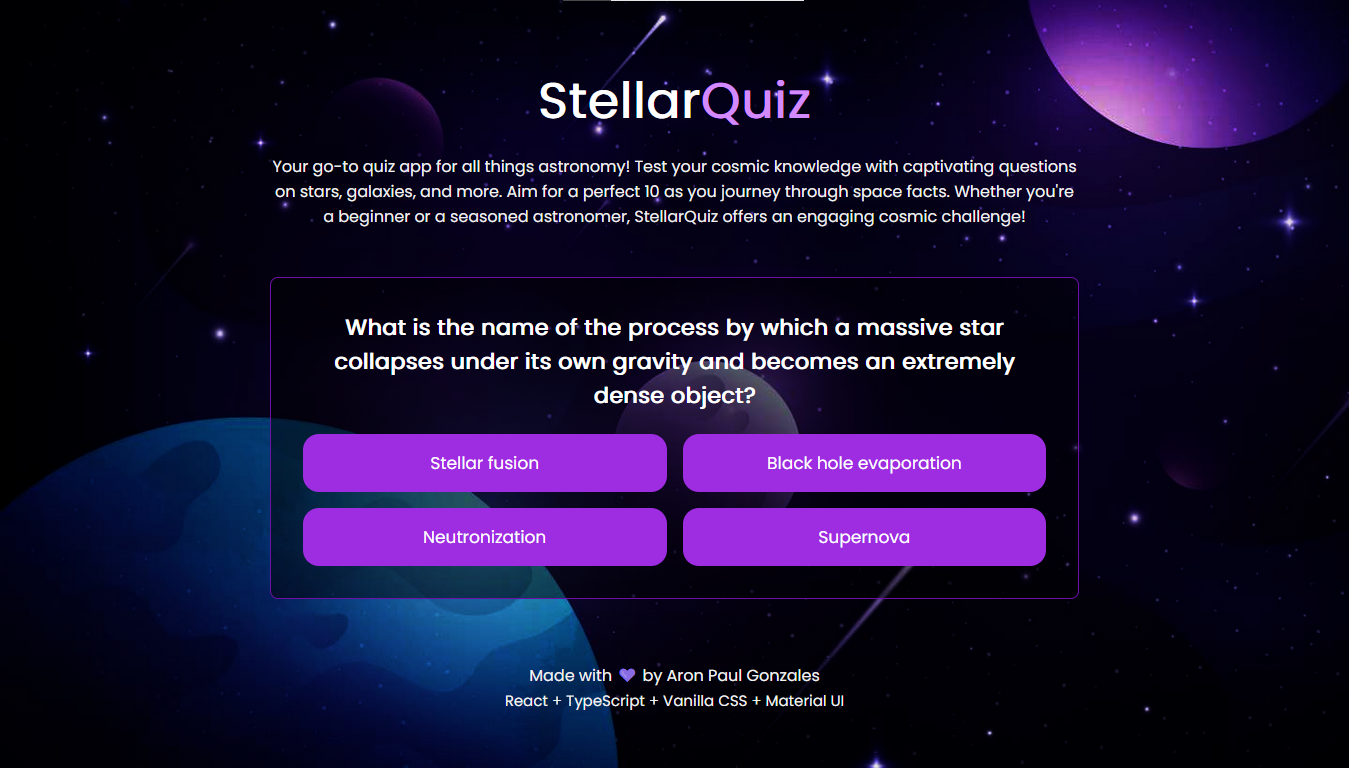 StellarQuiz
Your go-to quiz app for all things astronomy! Test your cosmic knowledge with captivating questions
on stars, galaxies, and more. Aim for a perfect 10 as you journey through space facts. Whether you're
a beginner or a seasoned astronomer, StellarQuiz offers an engaging cosmic challenge!
What is the name of the process by which a massive star
collapses under its own gravity and becomes an extremely
dense object?
Stellar fusion
Black hole evaporation
Neutronization
Supernova
Made with 💜 by Aron Paul Gonzales
React + TypeScript + Vanilla CSS + Material UI